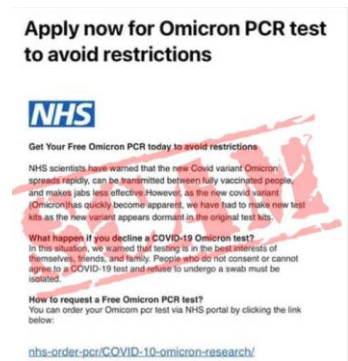 Apply now for Omicron PCR test
to avoid restrictions
NHS
Get Your Free Omicron PCR today to avoid restrictions
NHS scientists have warned that the new Covid variant Omicron
spreads rapidly, can be transmitted between fully vaccinated people,
and makes jabs less effective.However, as the new covid variant
(Omicron)has quickly become apparent, we have had to make new test
kits as the new variant appears dormant in the original test kits.
What happen if you decline a COVID-19 Omicron test?
In this situation, we warned that testing is in the best interests of
themselves, friends, and family. People who do not consent or cannot
agree to a COVID-19 test and refuse to undergo a swab must be
isolated.
How to request a Free Omicron PCR test?
You can order your Omicorn pcr test via NHS portal by clicking the link
below:
nhs-order-pcr/COVID-10-omicron-research/
SCAM